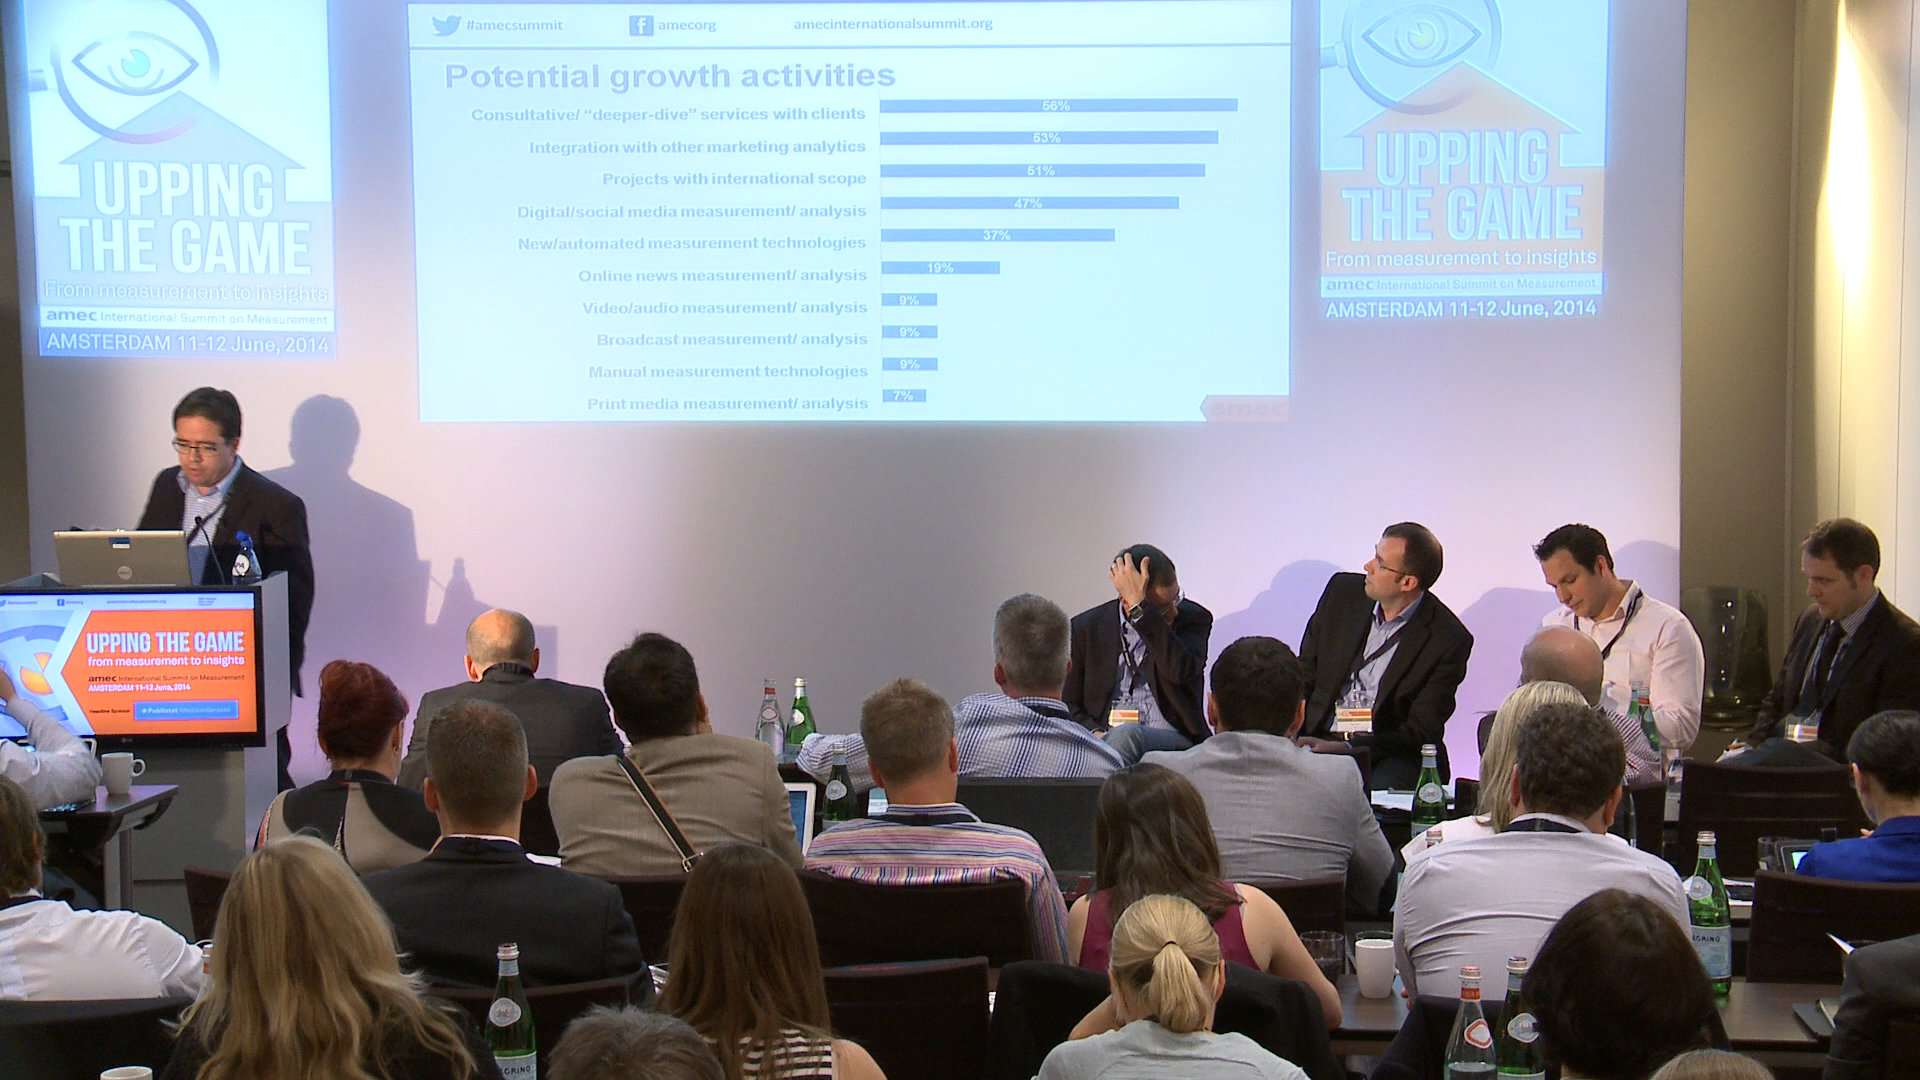 #amecsummit
amecorg
amecinternationalsummit.org
Potential growth activities
Consultative/ “deeper-dive” services with clients 56%
Integration with other marketing analytics 53%
Projects with international scope 51%
Digital/social media measurement/ analysis 47%
New/automated measurement technologies 37%
Online news measurement/ analysis 19%
Video/audio measurement/ analysis 9%
Broadcast measurement/ analysis 9%
Manual measurement technologies 9%
Print media measurement/ analysis 7%
amec
UPPING
THE GAME
From measurement to insights
amec International Summit on Measurement
AMSTERDAM 11-12 June, 2014
UPPING
THE GAME
From measurement to insights
amec International Summit on Measurement
AMSTERDAM 11-12 June, 2014
UPPING THE GAME
from measurement to insights
amec International Summit on Measurement
AMSTERDAM 11-12 June, 2014
Headline Sponsor